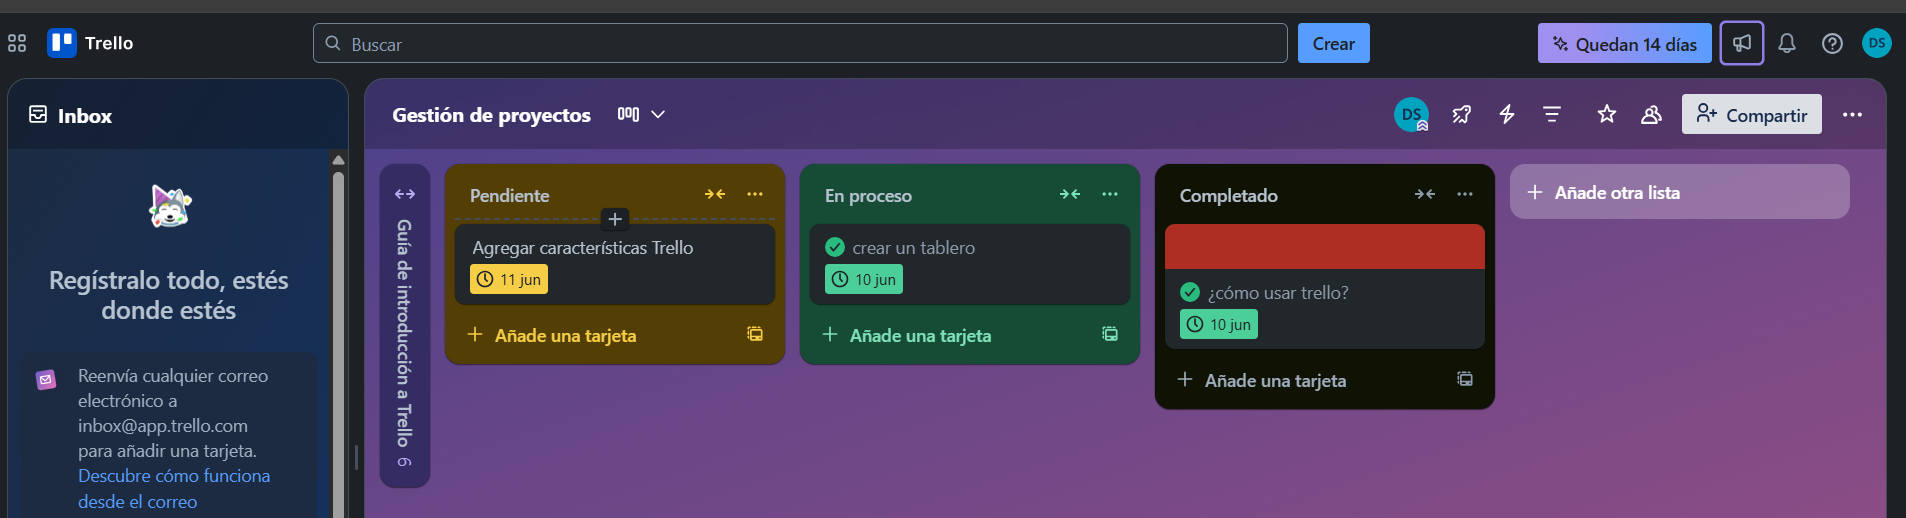 Trello
Buscar
Crear
Quedan 14 días
DS
Inbox
Regístralo todo, estés
donde estés
Reenvía cualquier correo
electrónico a
inbox@app.trello.com
para añadir una tarjeta.
Descubre cómo funciona
desde el correo
Gestión de proyectos
DS
Compartir
Guía de introducción a Trello 6
Pendiente
Agregar características Trello
11 jun
Añade una tarjeta
En proceso
crear un tablero
10 jun
Añade una tarjeta
Completado
¿cómo usar trello?
10 jun
Añade una tarjeta
Añade otra lista